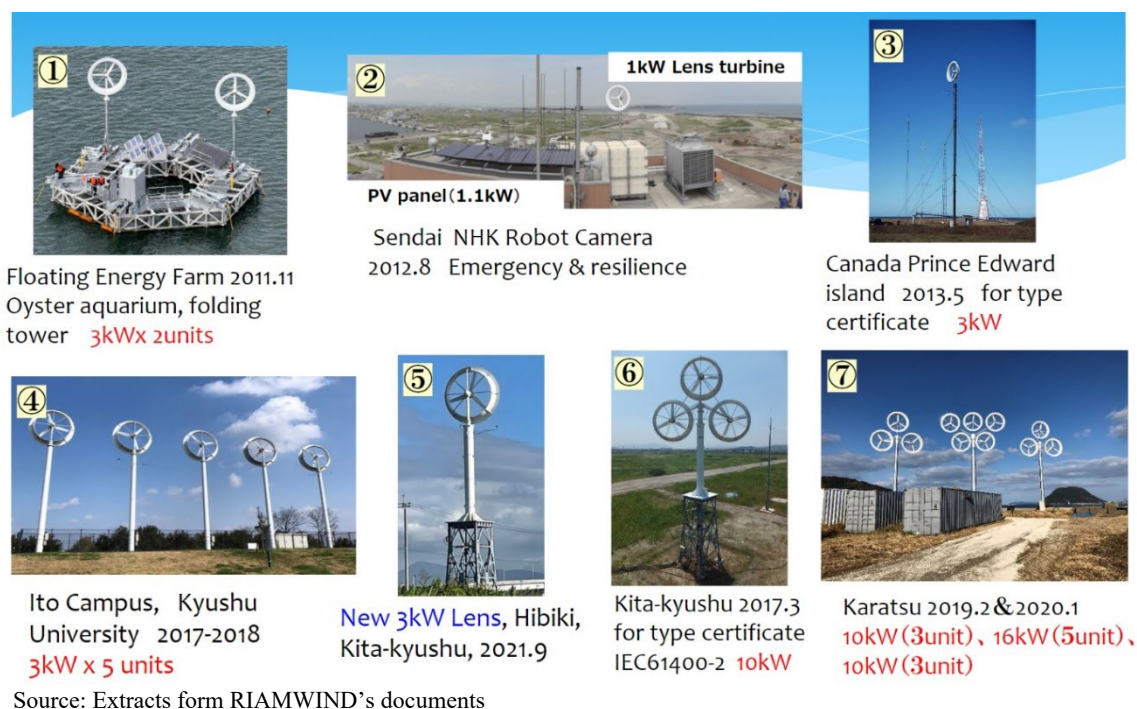 ①
Floating Energy Farm 2011.11
Oyster aquarium, folding
tower 3kWx 2units
②
1kW Lens turbine
PV panel(1.1kW)
Sendai NHK Robot Camera
2012.8 Emergency & resilience
③
Canada Prince Edward
island 2013.5 for type
certificate 3kW
④
Ito Campus, Kyushu
University 2017-2018
3kW x 5 units
⑤
New 3kW Lens, Hibiki,
Kita-kyushu, 2021.9
⑥
Kita-kyushu 2017.3
for type certificate
IEC61400-2 10kW
⑦
Karatsu 2019.2&2020.1
10kW(3unit)、16kW(5unit)、
10kW(3unit)
Source: Extracts form RIAMWIND’s documents